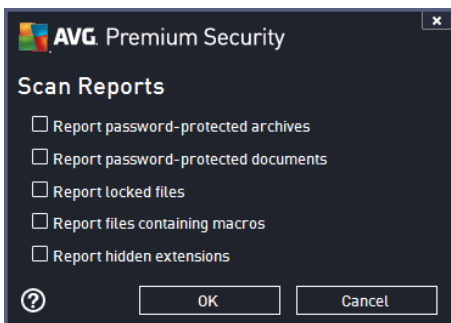 AVG. Premium Security
Scan Reports
Report password-protected archives
Report password-protected documents
Report locked files
Report files containing macros
Report hidden extensions
? OK Cancel